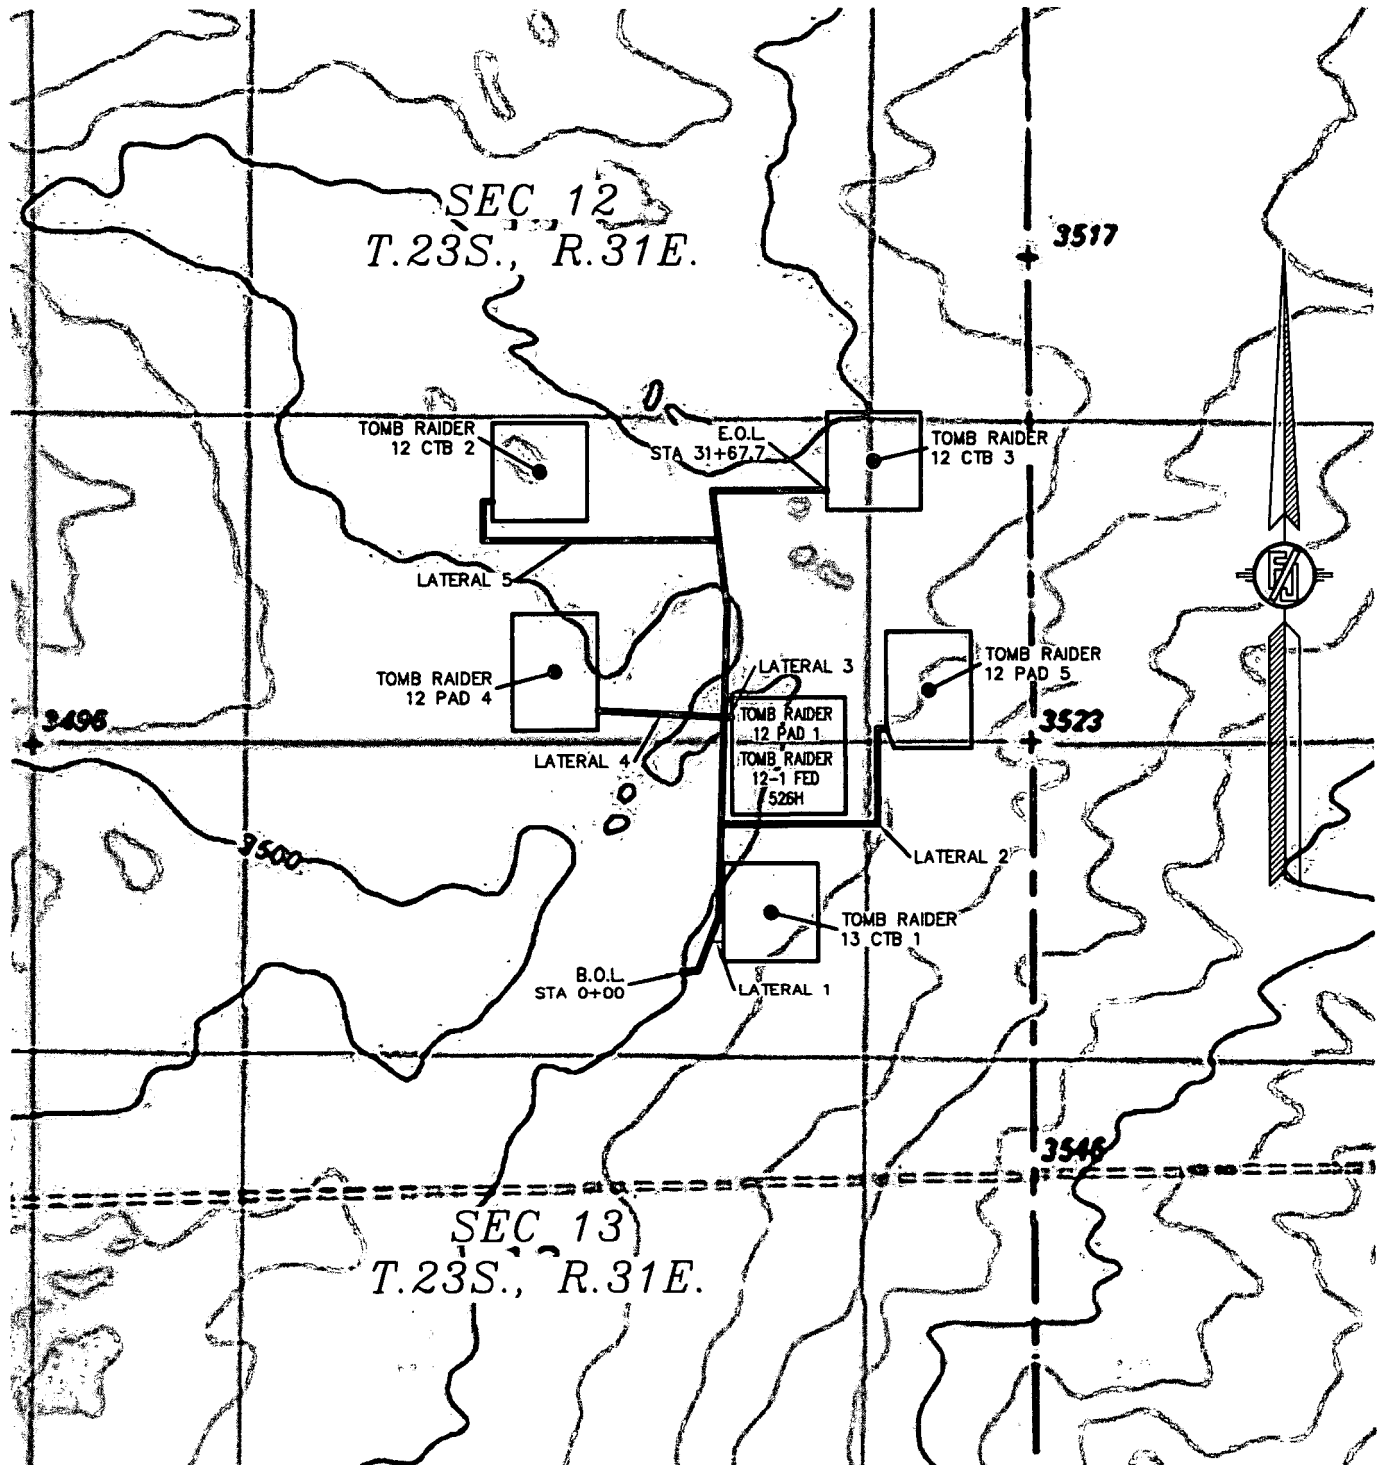 SEC 12
T.23S., R.31E.
3517
TOMB RAIDER
12 CTB 2
E.O.L.
STA 31+67.7
TOMB RAIDER
12 CTB 3
LATERAL 5
TOMB RAIDER
12 PAD 4
LATERAL 3
TOMB RAIDER
12 PAD 5
3496
TOMB RAIDER
12 PAD 1
3523
LATERAL 4
TOMB RAIDER
12-1 FED
526H
3500
LATERAL 2
TOMB RAIDER
13 CTB 1
B.O.L.
STA 0+00
LATERAL 1
3546
SEC 13
T.23S., R.31E.